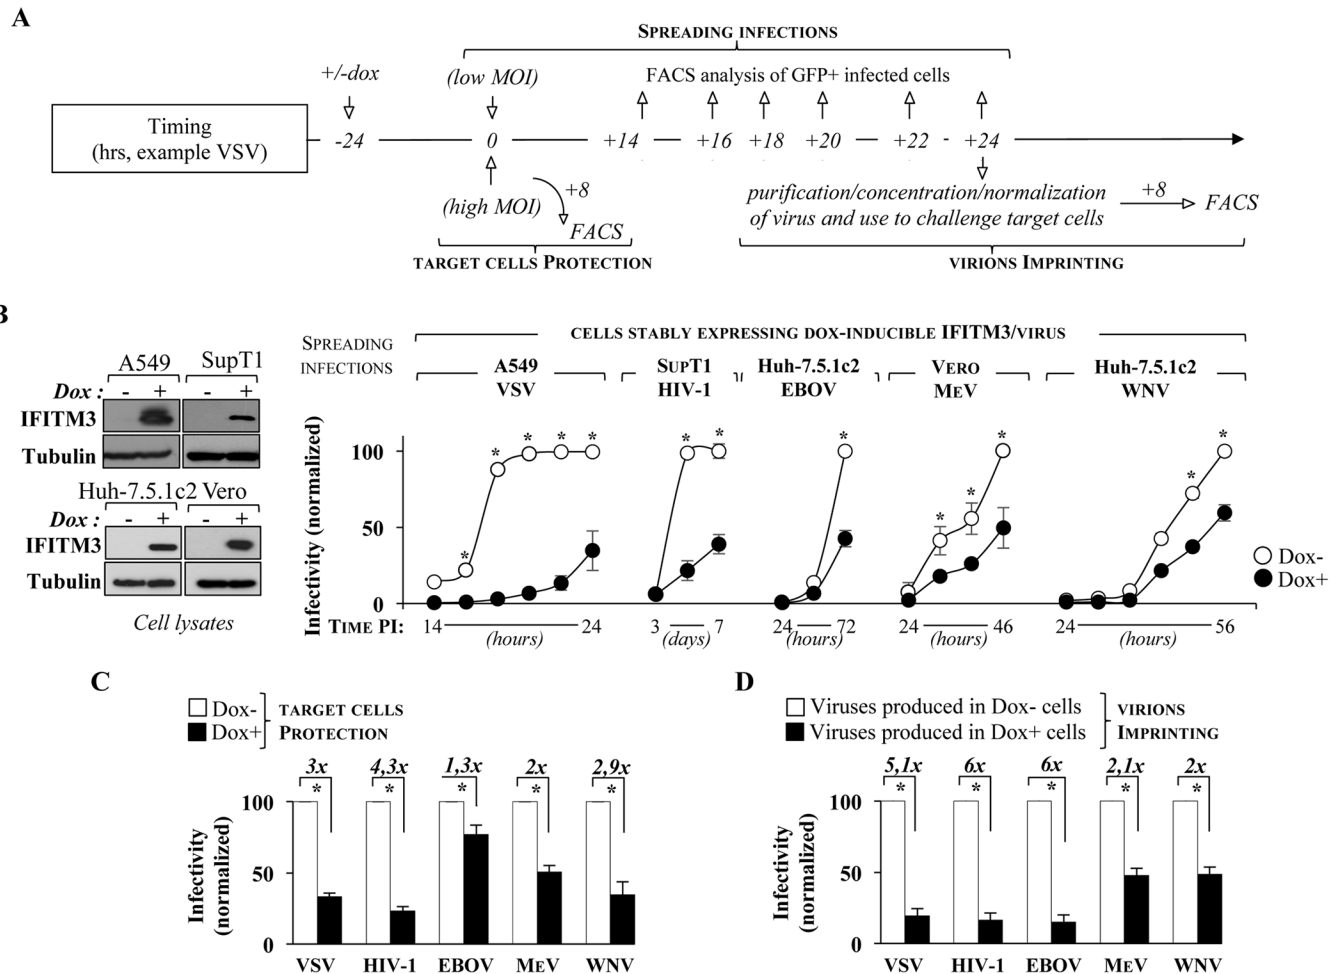 A
SPREADING INFECTIONS
+/-dox
(low MOI)
FACS analysis of GFP+ infected cells
Timing
(hrs, example VSV)
-24 0 +14 +16 +18 +20 +22 - +24
(high MOI)
+8
FACS
purification/concentration/normalization
of virus and use to challenge target cells
+8
FACS
TARGET CELLS PROTECTION
VIRIONS IMPRINTING
B
A549 SupT1
Dox : - + - +
IFITM3
Tubulin
Huh-7.5.1c2 Vero
Dox : - + - +
IFITM3
Tubulin
Cell lysates
SPREADING
INFECTIONS
CELLS STABLY EXPRESSING DOX-INDUCIBLE IFITM3/VIRUS
A549 SUPT1 Huh-7.5.1c2 VERO Huh-7.5.1c2
VSV HIV-1 EBOV MEV WNV
Infectivity (normalized)
100
50
0
* * * * * * * * * * * * *
Dox-
Dox+
TIME PI: 14 24 3 7 24 72 24 46 24 56
(hours) (days) (hours) (hours) (hours)
C
Dox-
Dox+
TARGET CELLS
PROTECTION
3x 4,3x 1,3x 2x 2,9x
* * * * *
Infectivity
(normalized)
100
50
0
VSV HIV-1 EBOV MEV WNV
D
Viruses produced in Dox- cells
Viruses produced in Dox+ cells
VIRIONS
IMPRINTING
5,1x 6x 6x 2,1x 2x
* * * * *
Infectivity
(normalized)
100
50
0
VSV HIV-1 EBOV MEV WNV